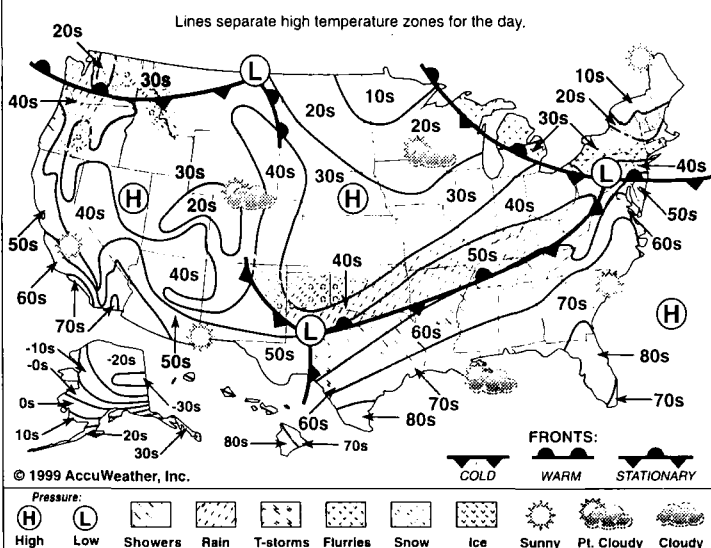 Lines separate high temperature zones for the day.
20s
10s
L
30s
20s
10s
20s
40s
20s
30s
30s
40s
30s
L
40s
H
20s
H
30s
40s
40s
50s
50s
60s
50s
40s
50s
60s
40s
70s
H
70s
L
60s
50s
50s
80s
-10s
-20s
-0s
70s
70s
-30s
0s
60s
80s
10s
20s
30s
80s
70s
FRONTS:
COLD WARM STATIONARY
© 1999 AccuWeather, Inc.
Pressure:
H L
High Low Showers Rain T-storms Flurries Snow Ice Sunny Pt. Cloudy Cloudy